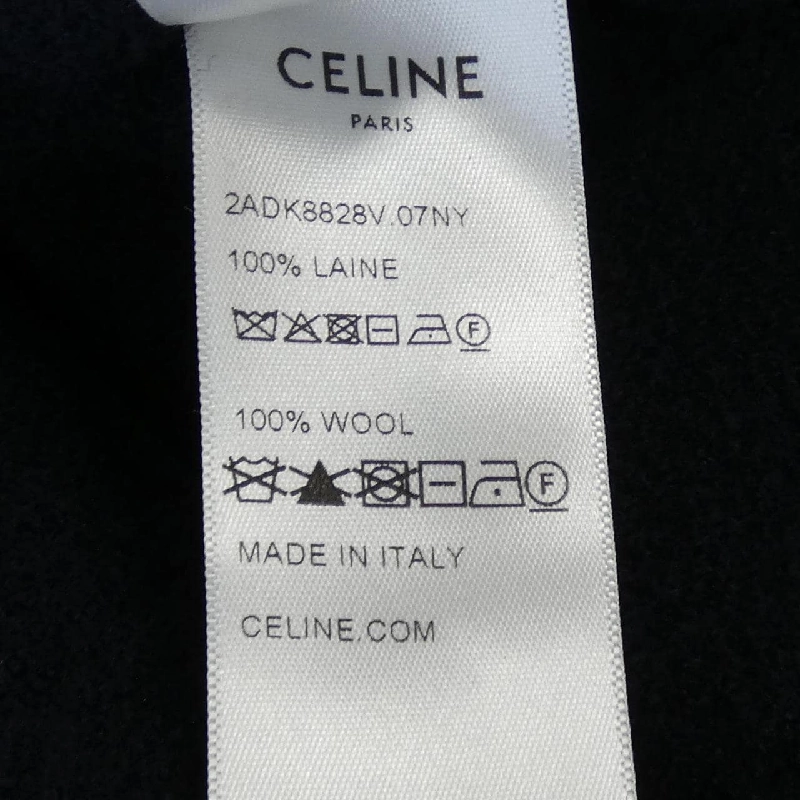 CELINE
PARIS
2ADK8828V.07NY
100% LAINE
F
100% WOOL
F
MADE IN ITALY
CELINE.COM